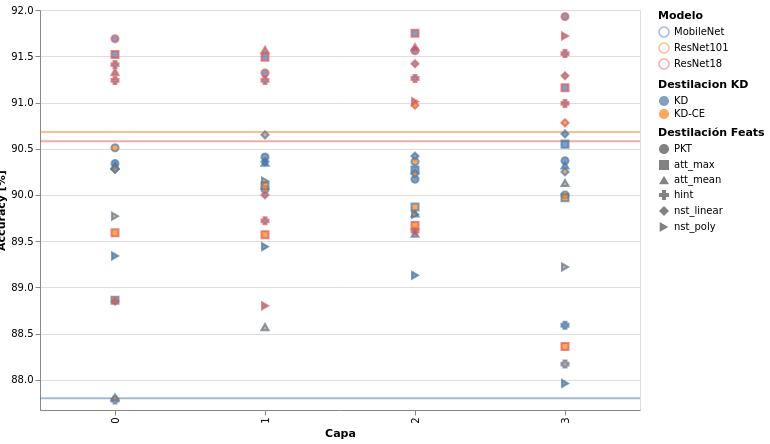 92.0
91.5
91.0
90.5
90.0
89.5
89.0
88.5
88.0
Accuracy [%]
0
1
2
3
Capa
Modelo
MobileNet
ResNet101
ResNet18
Destilacion KD
KD
KD-CE
Destilación Feats
PKT
att_max
att_mean
hint
nst_linear
nst_poly